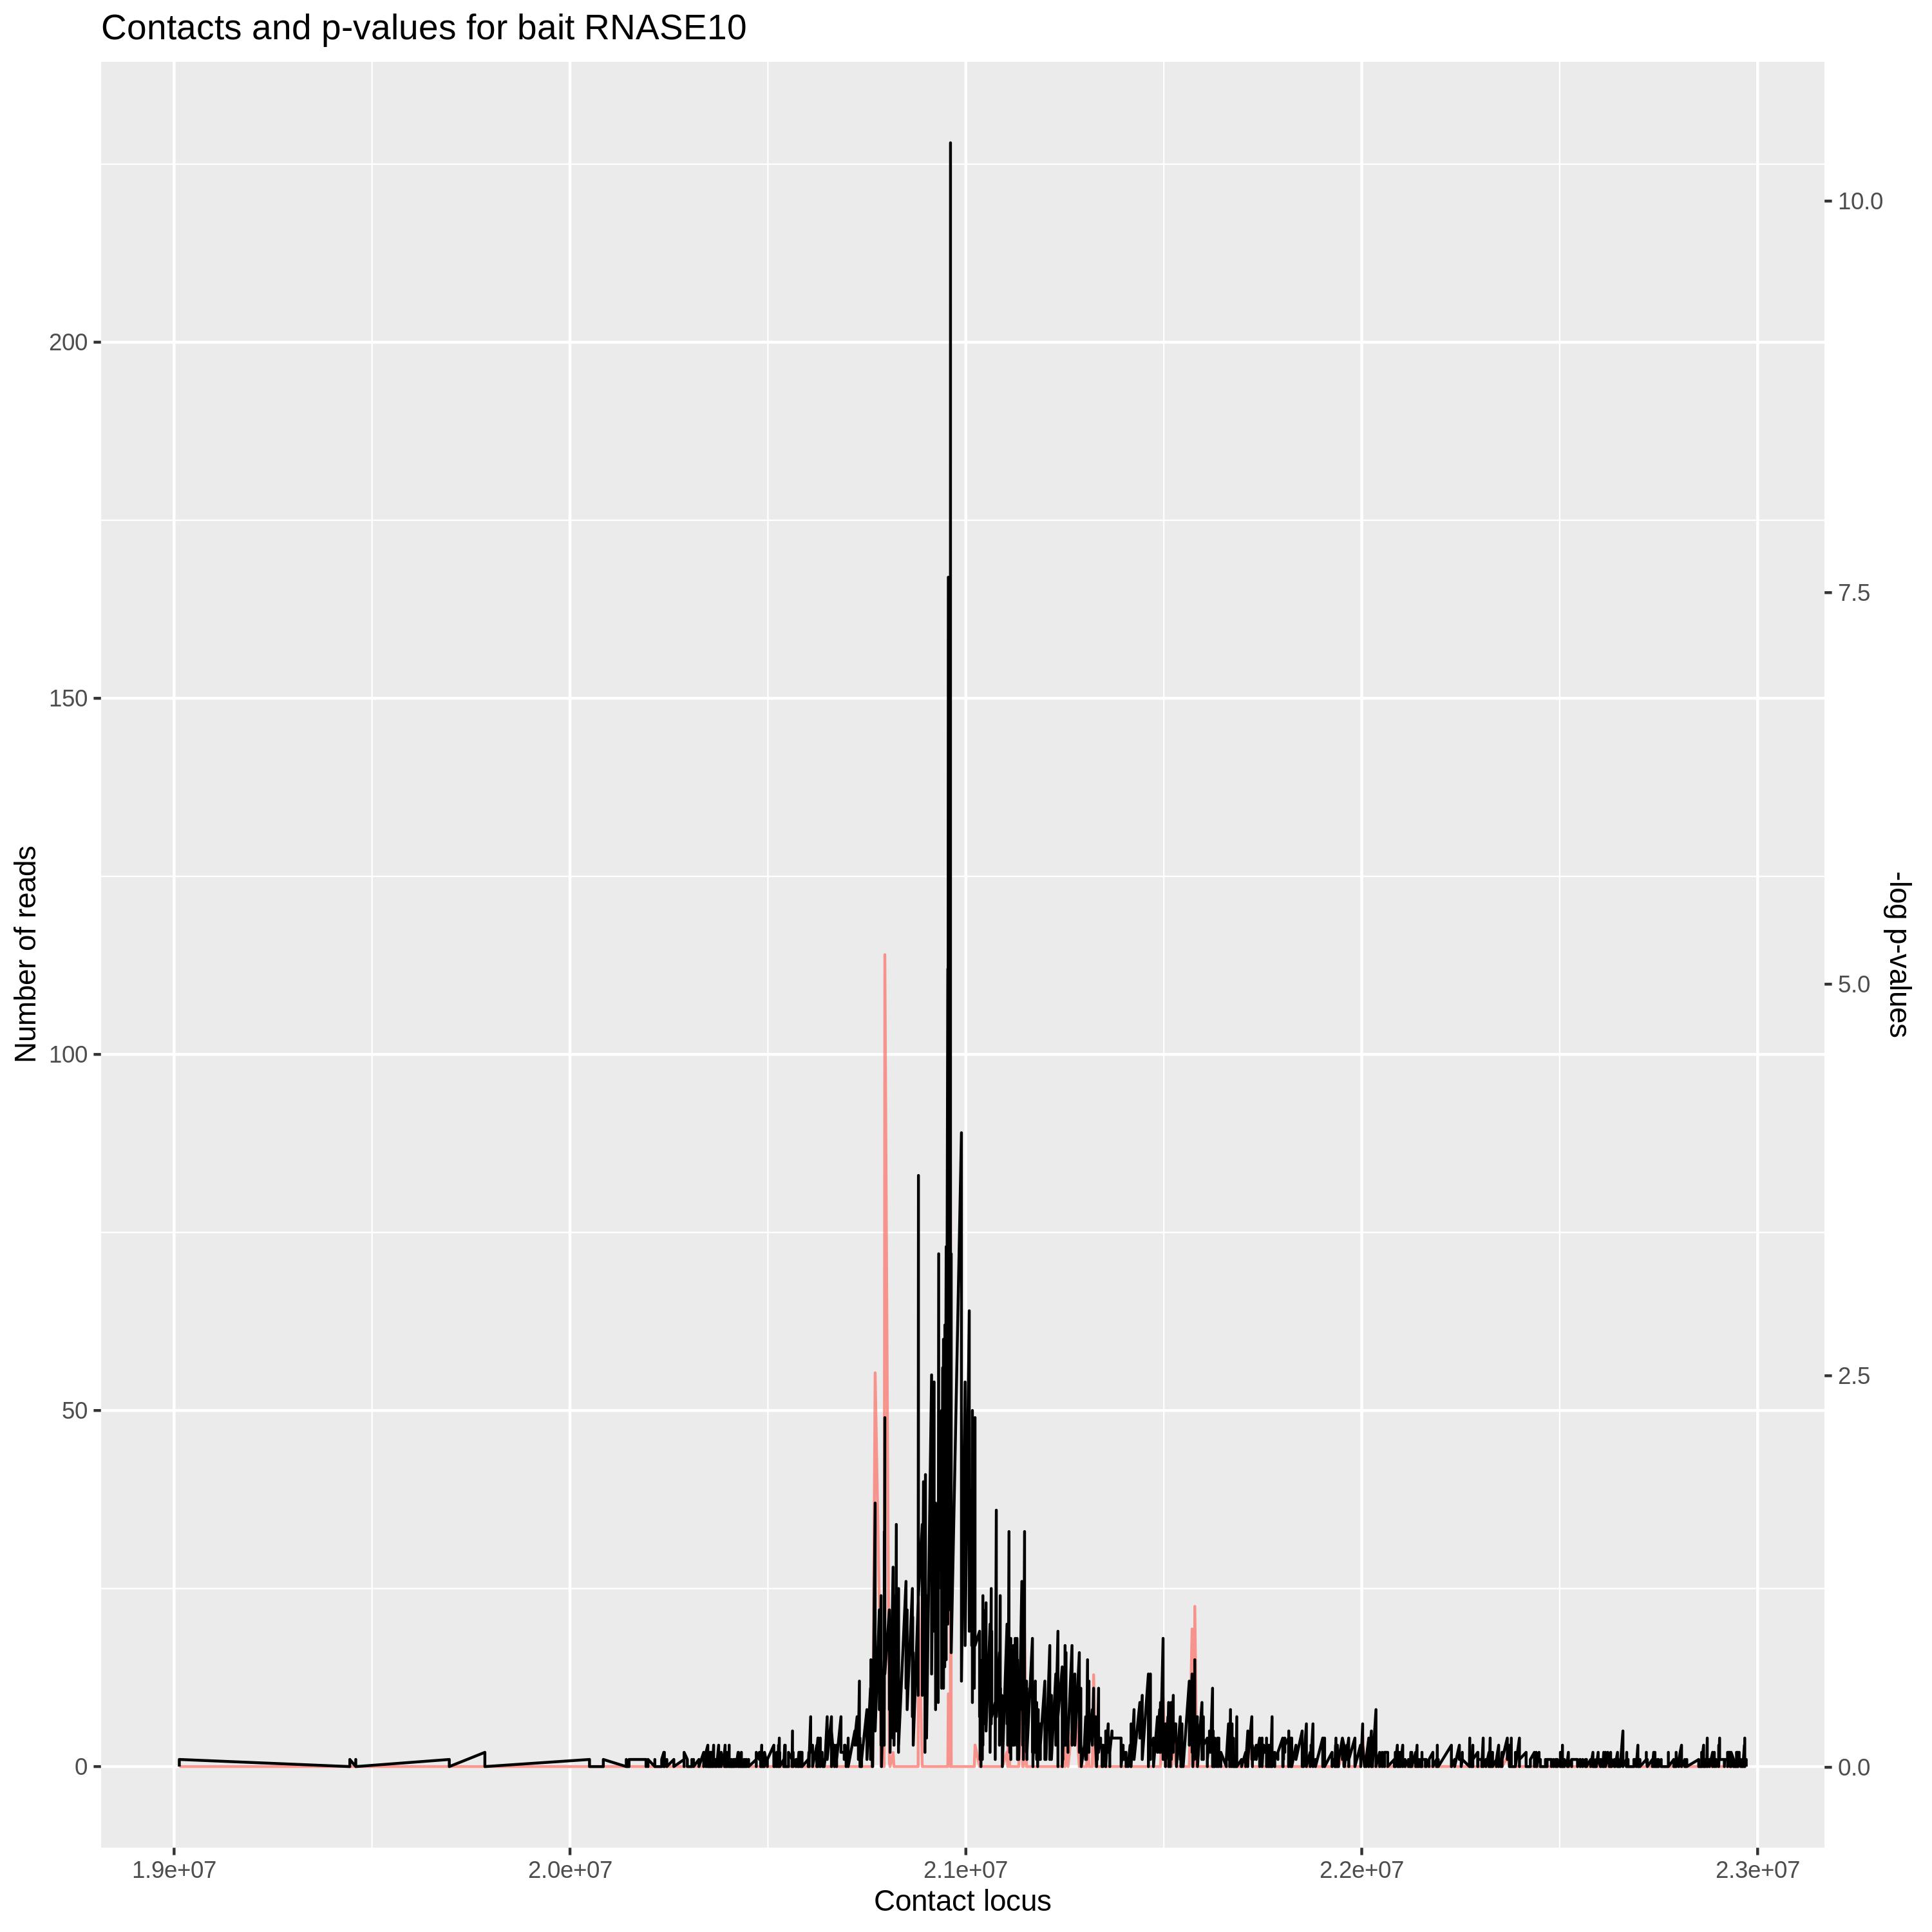 Contacts and p-values for bait RNASE10
Number of reads
200
150
100
50
0
10.0
7.5
5.0
2.5
0.0
-log p-values
1.9e+07
2.0e+07
2.1e+07
2.2e+07
2.3e+07
Contact locus